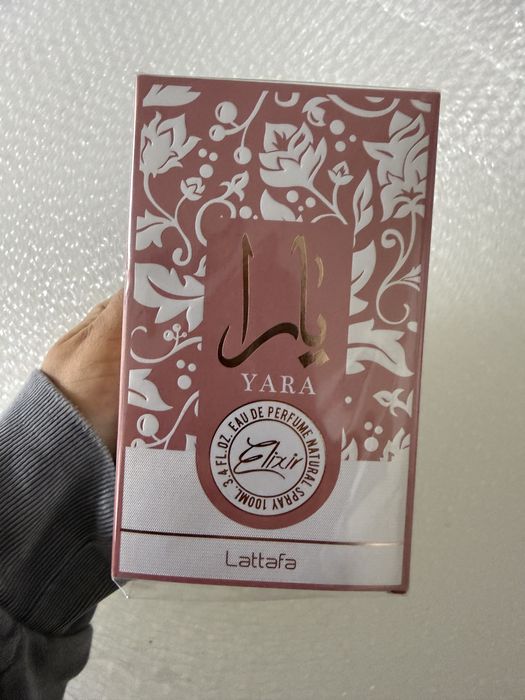 يارا
YARA
EAU DE PERFUME NATURAL SPRAY 100ML. 3.4 FL.OZ.
Elixir
Lattafa